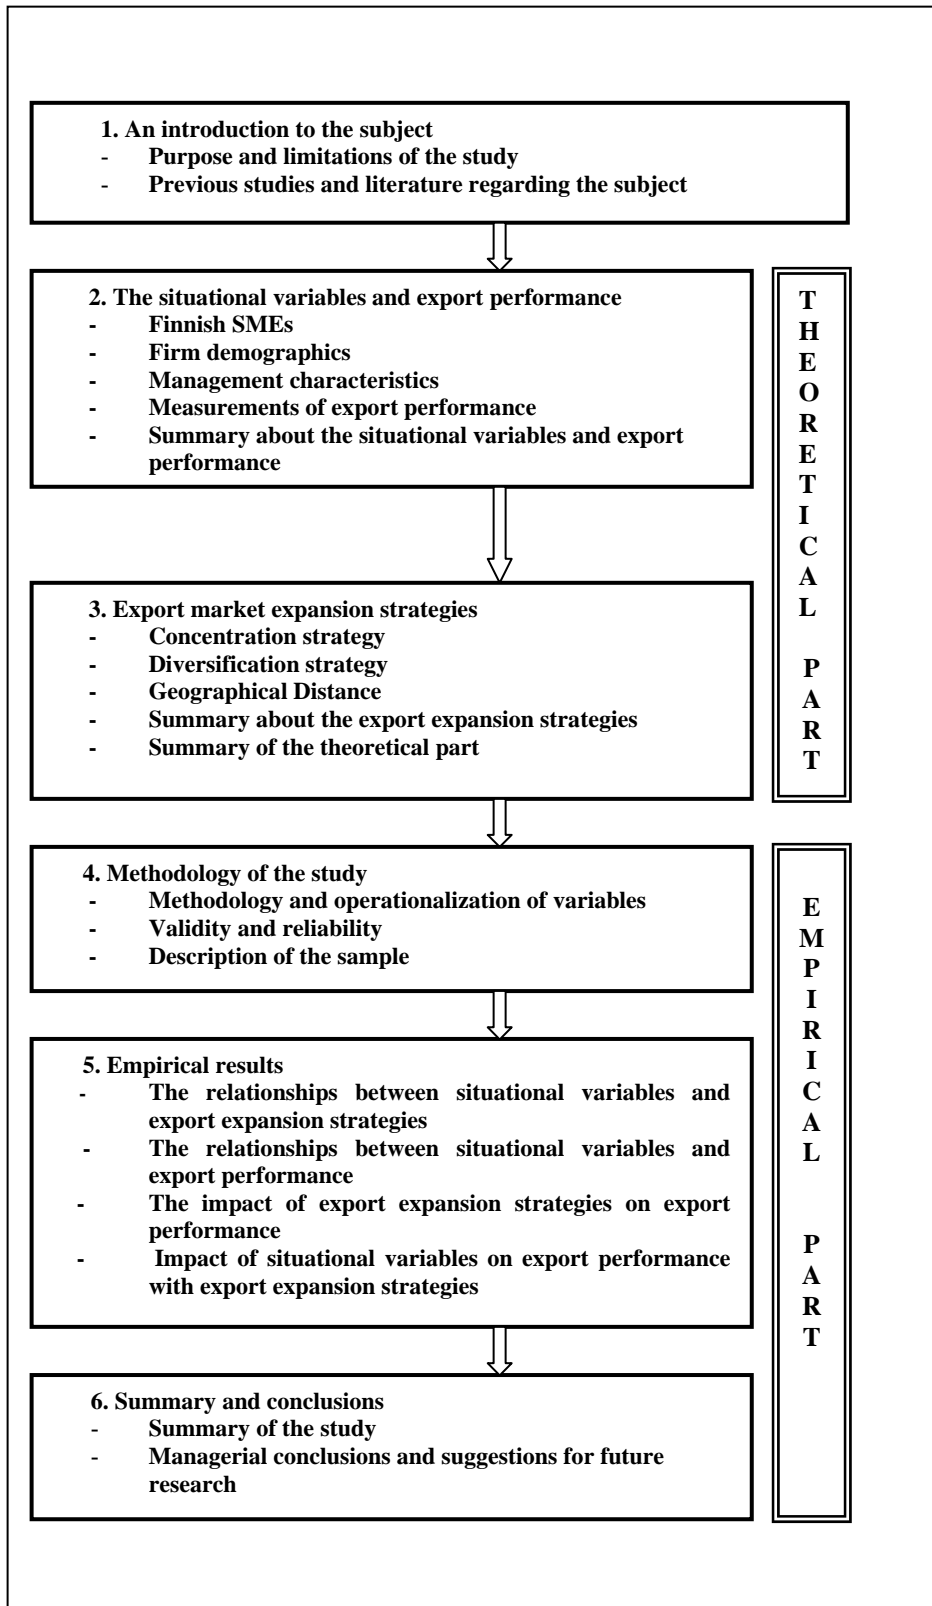 1. An introduction to the subject
- Purpose and limitations of the study
- Previous studies and literature regarding the subject
2. The situational variables and export performance
- Finnish SMEs
- Firm demographics
- Management characteristics
- Measurements of export performance
- Summary about the situational variables and export
performance
3. Export market expansion strategies
- Concentration strategy
- Diversification strategy
- Geographical Distance
- Summary about the export expansion strategies
- Summary of the theoretical part
THEORETICAL PART
4. Methodology of the study
- Methodology and operationalization of variables
- Validity and reliability
- Description of the sample
5. Empirical results
- The relationships between situational variables and
export expansion strategies
- The relationships between situational variables and
export performance
- The impact of export expansion strategies on export
performance
- Impact of situational variables on export performance
with export expansion strategies
6. Summary and conclusions
- Summary of the study
- Managerial conclusions and suggestions for future
research
EMPIRICAL PART